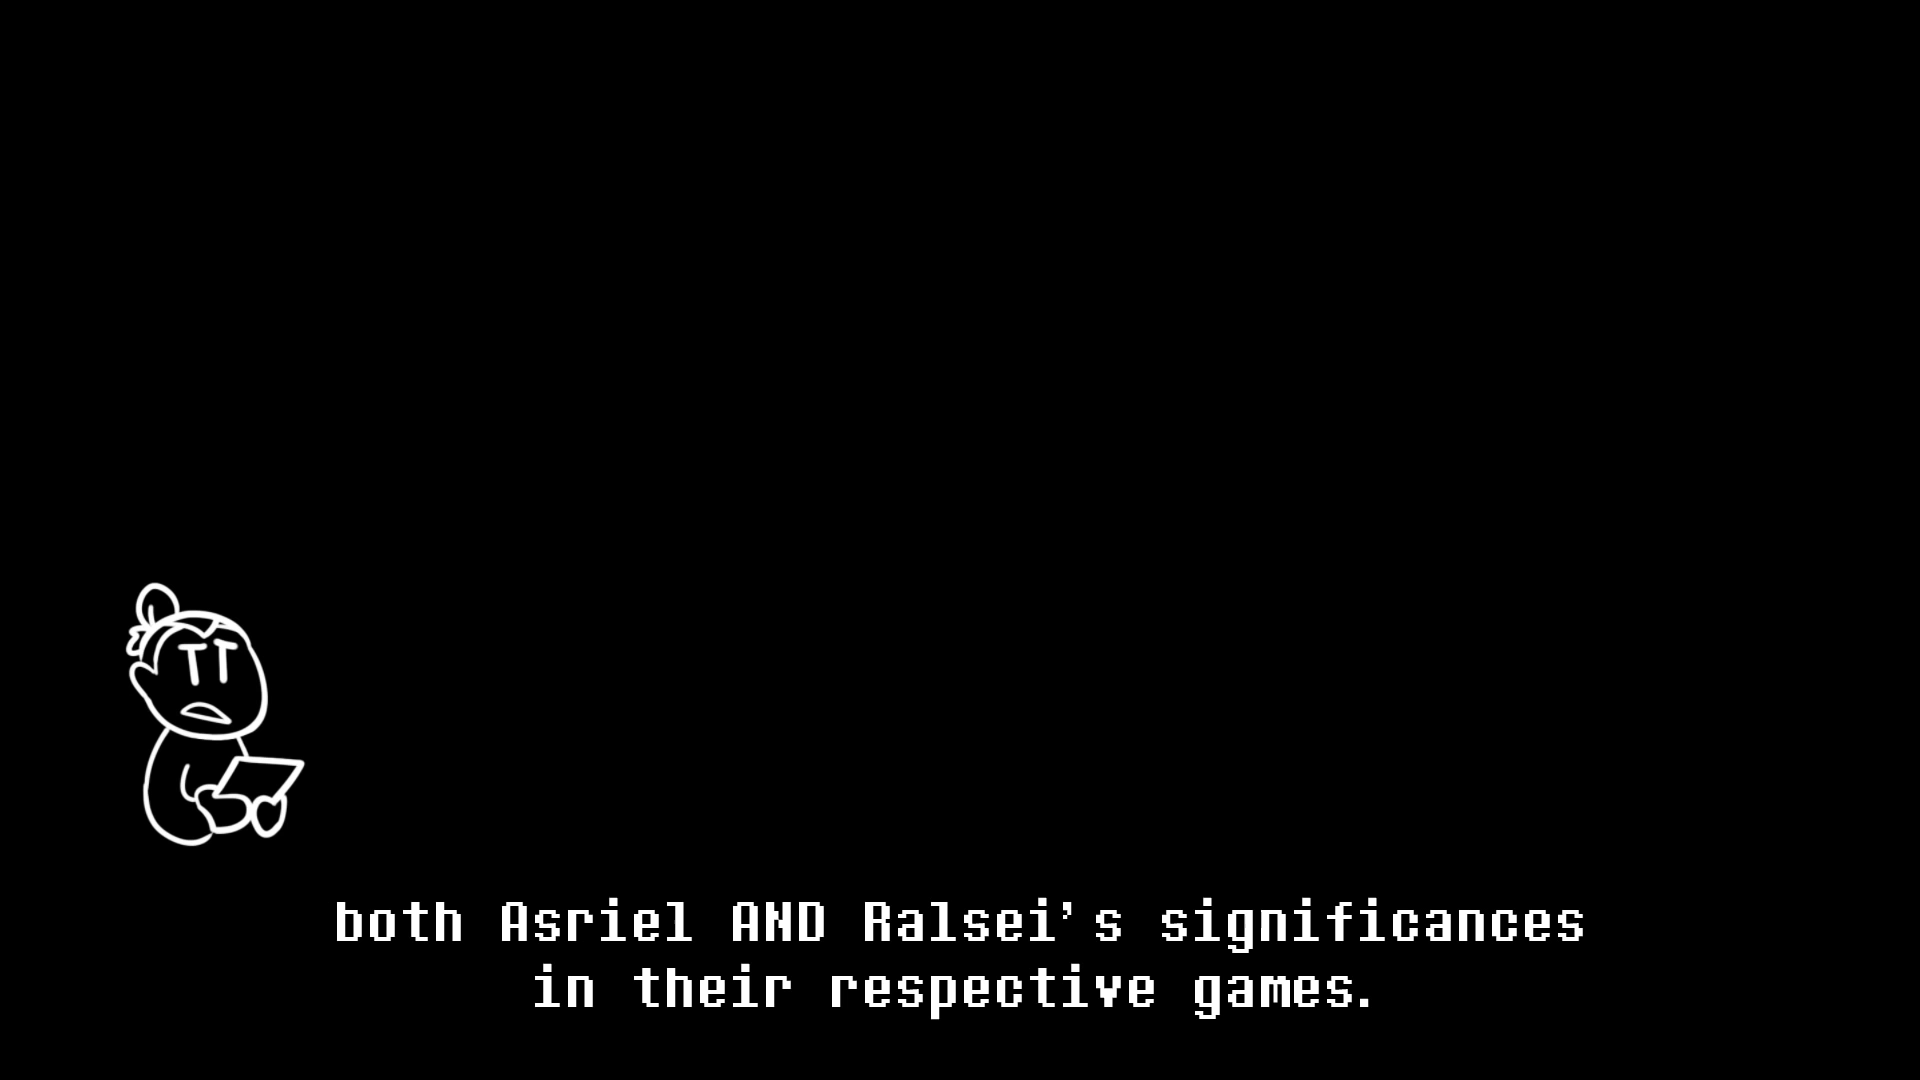 both Asriel AND Ralsei's significances
in their respective games.